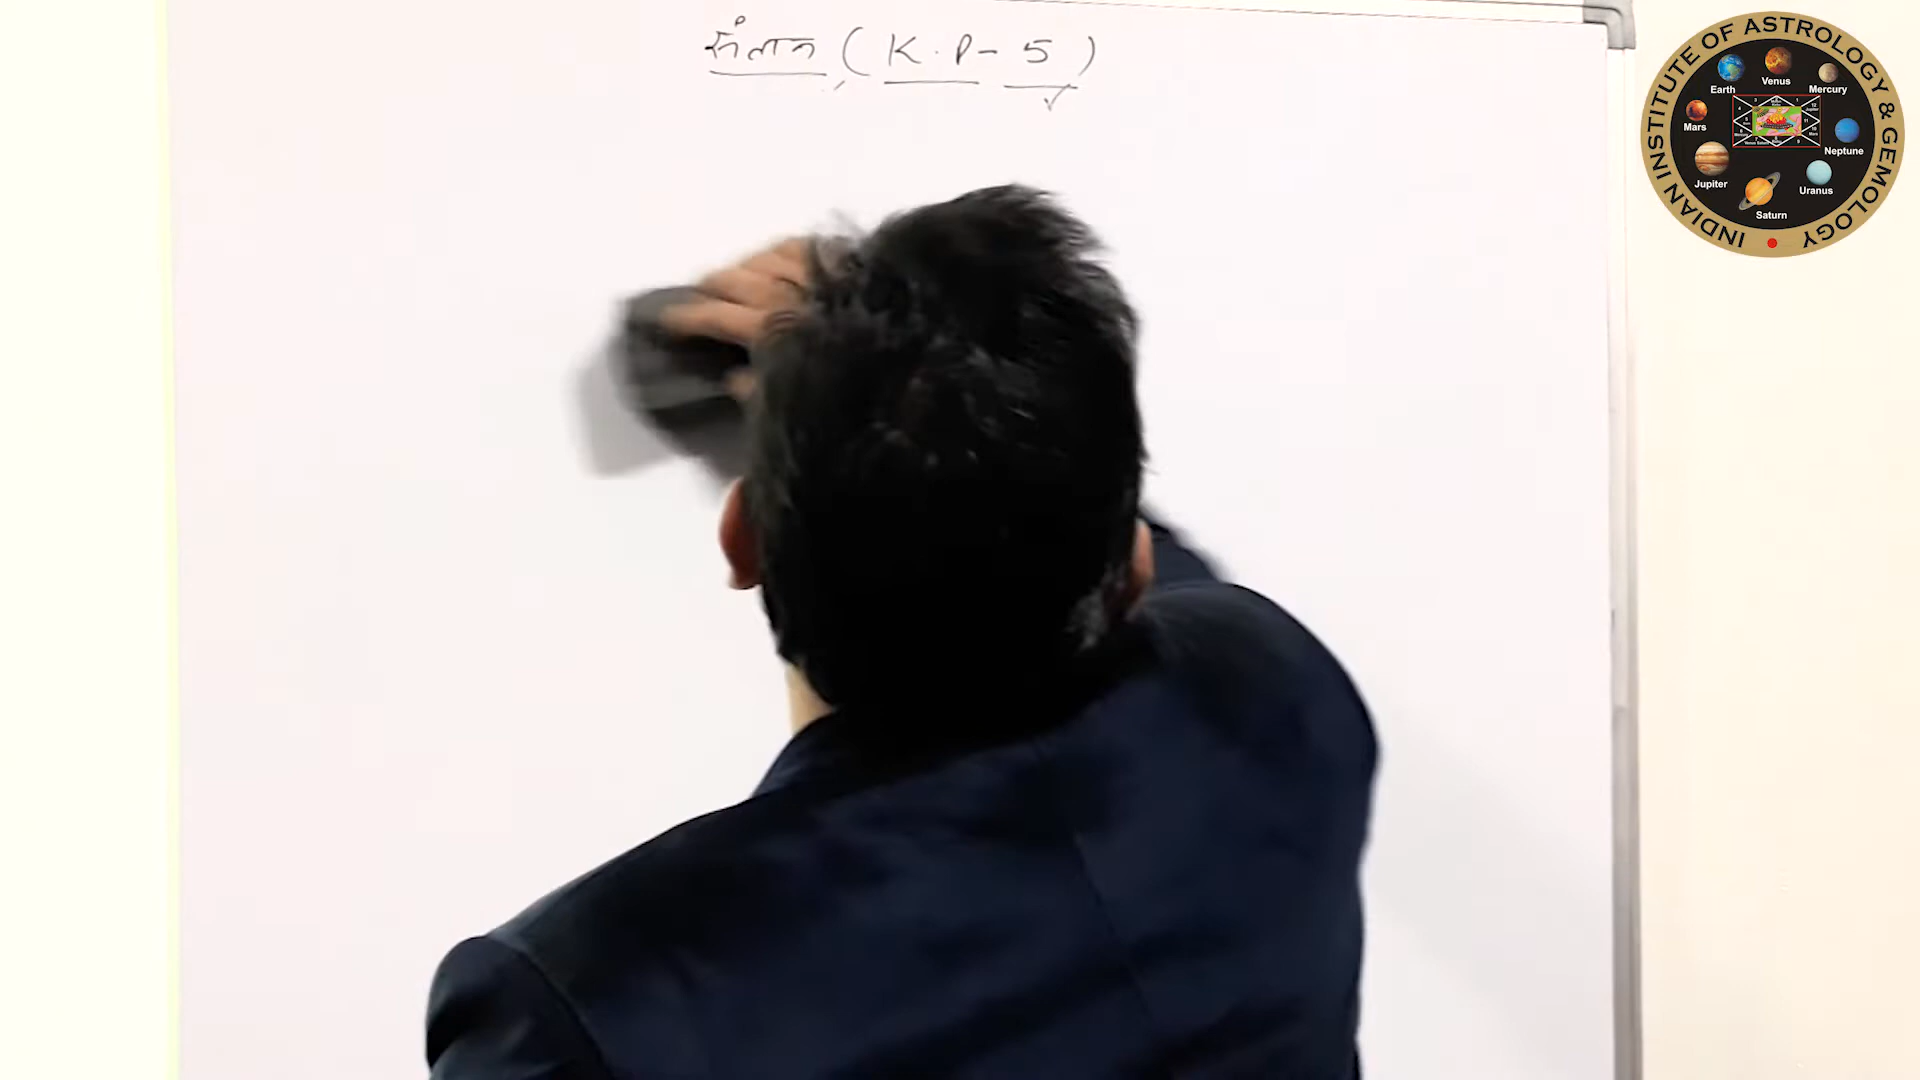 संतान (K.P-5)
INDIAN INSTITUTE OF ASTROLOGY & GEMOLOGY
Earth
Venus
Mercury
Mars
Neptune
Jupiter
Uranus
Saturn